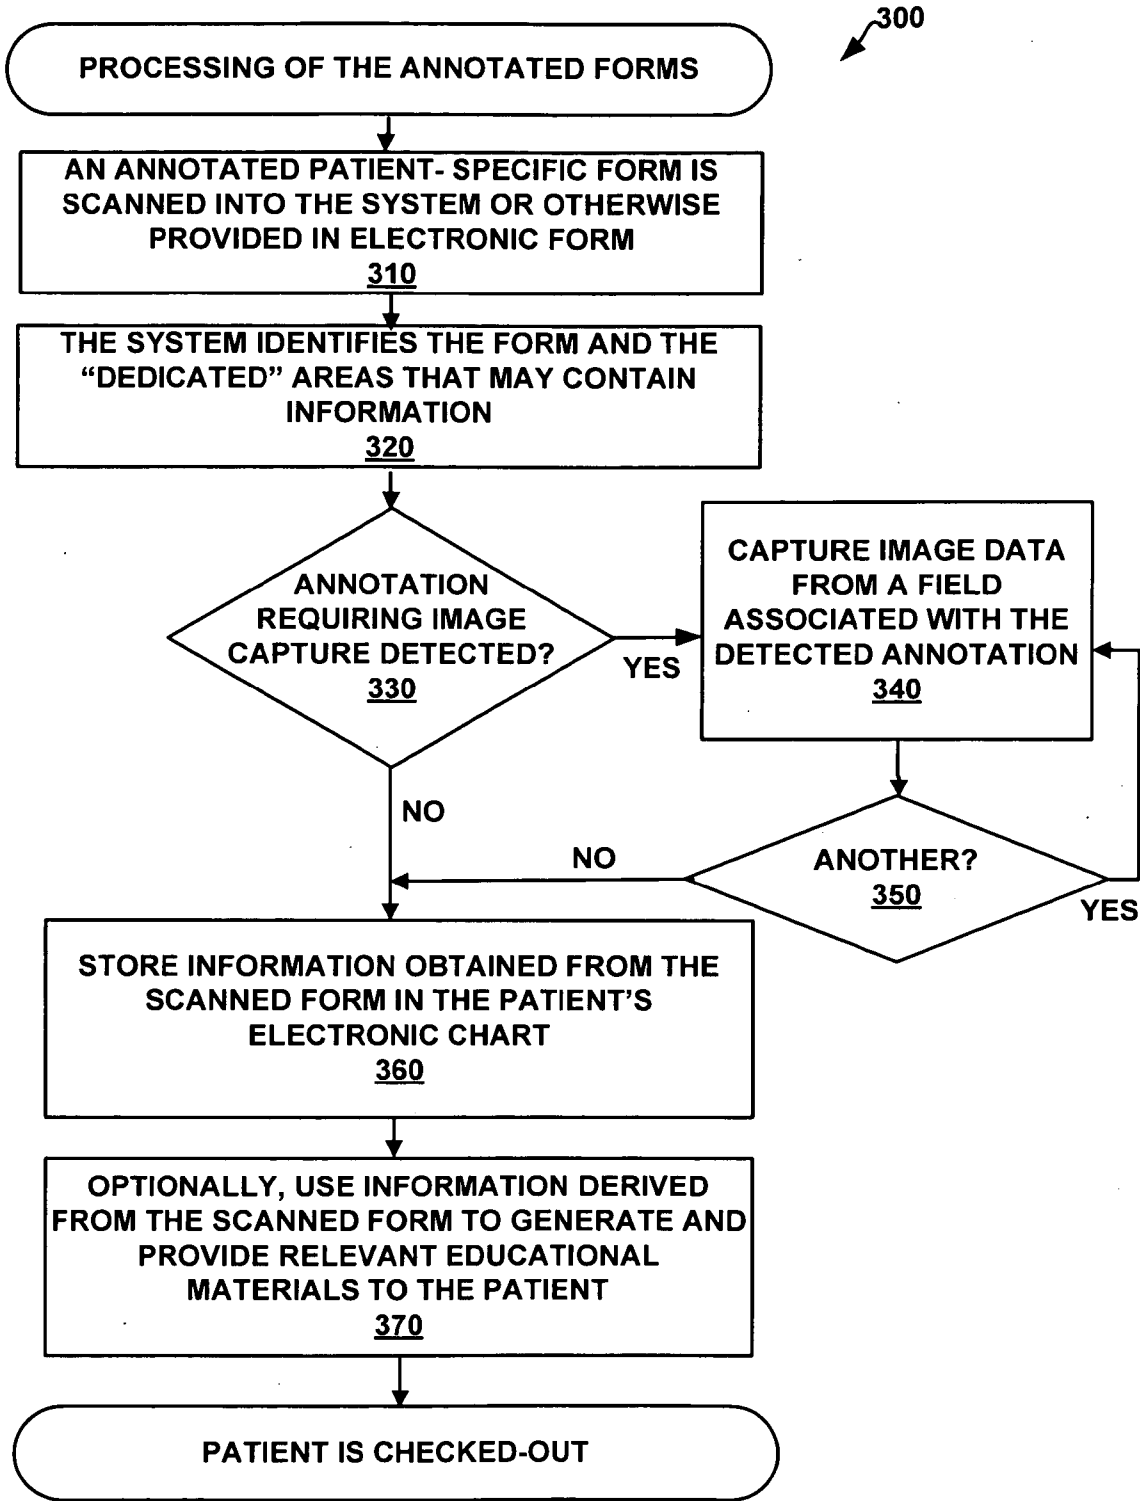 300
PROCESSING OF THE ANNOTATED FORMS
AN ANNOTATED PATIENT- SPECIFIC FORM IS
SCANNED INTO THE SYSTEM OR OTHERWISE
PROVIDED IN ELECTRONIC FORM
310
THE SYSTEM IDENTIFIES THE FORM AND THE
“DEDICATED” AREAS THAT MAY CONTAIN
INFORMATION
320
ANNOTATION
REQUIRING IMAGE
CAPTURE DETECTED?
330
YES
CAPTURE IMAGE DATA
FROM A FIELD
ASSOCIATED WITH THE
DETECTED ANNOTATION
340
NO
ANOTHER?
350
NO
YES
STORE INFORMATION OBTAINED FROM THE
SCANNED FORM IN THE PATIENT’S
ELECTRONIC CHART
360
OPTIONALLY, USE INFORMATION DERIVED
FROM THE SCANNED FORM TO GENERATE AND
PROVIDE RELEVANT EDUCATIONAL
MATERIALS TO THE PATIENT
370
PATIENT IS CHECKED-OUT